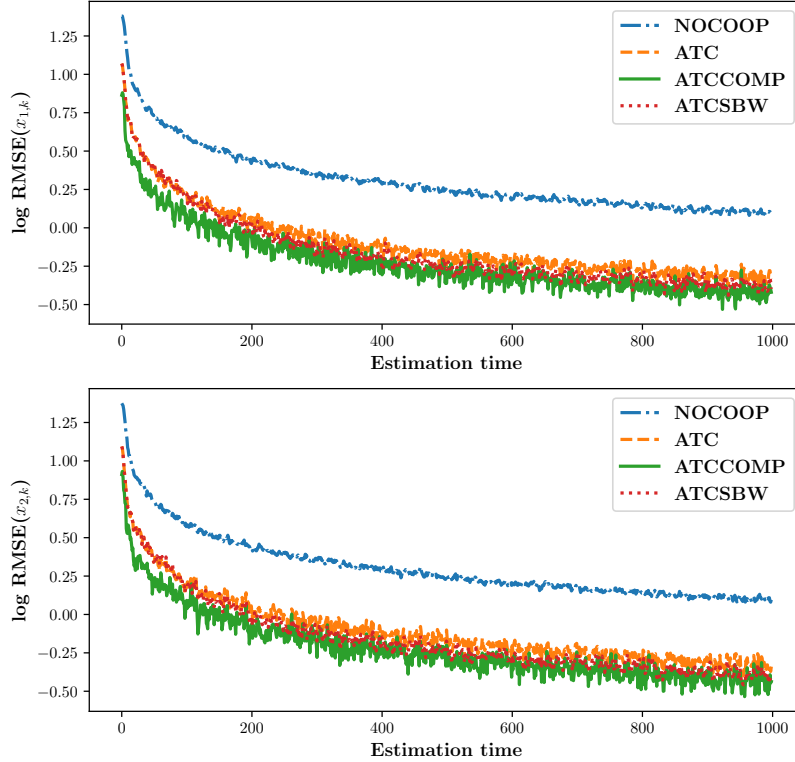 1.25
1.00
0.75
0.50
0.25
0.00
−0.25
−0.50
log RMSE(x1,k)
NOCOOP
ATC
ATCCOMP
ATCSBW
0 200 400 600 800 1000
Estimation time
1.25
1.00
0.75
0.50
0.25
0.00
−0.25
−0.50
log RMSE(x2,k)
NOCOOP
ATC
ATCCOMP
ATCSBW
0 200 400 600 800 1000
Estimation time